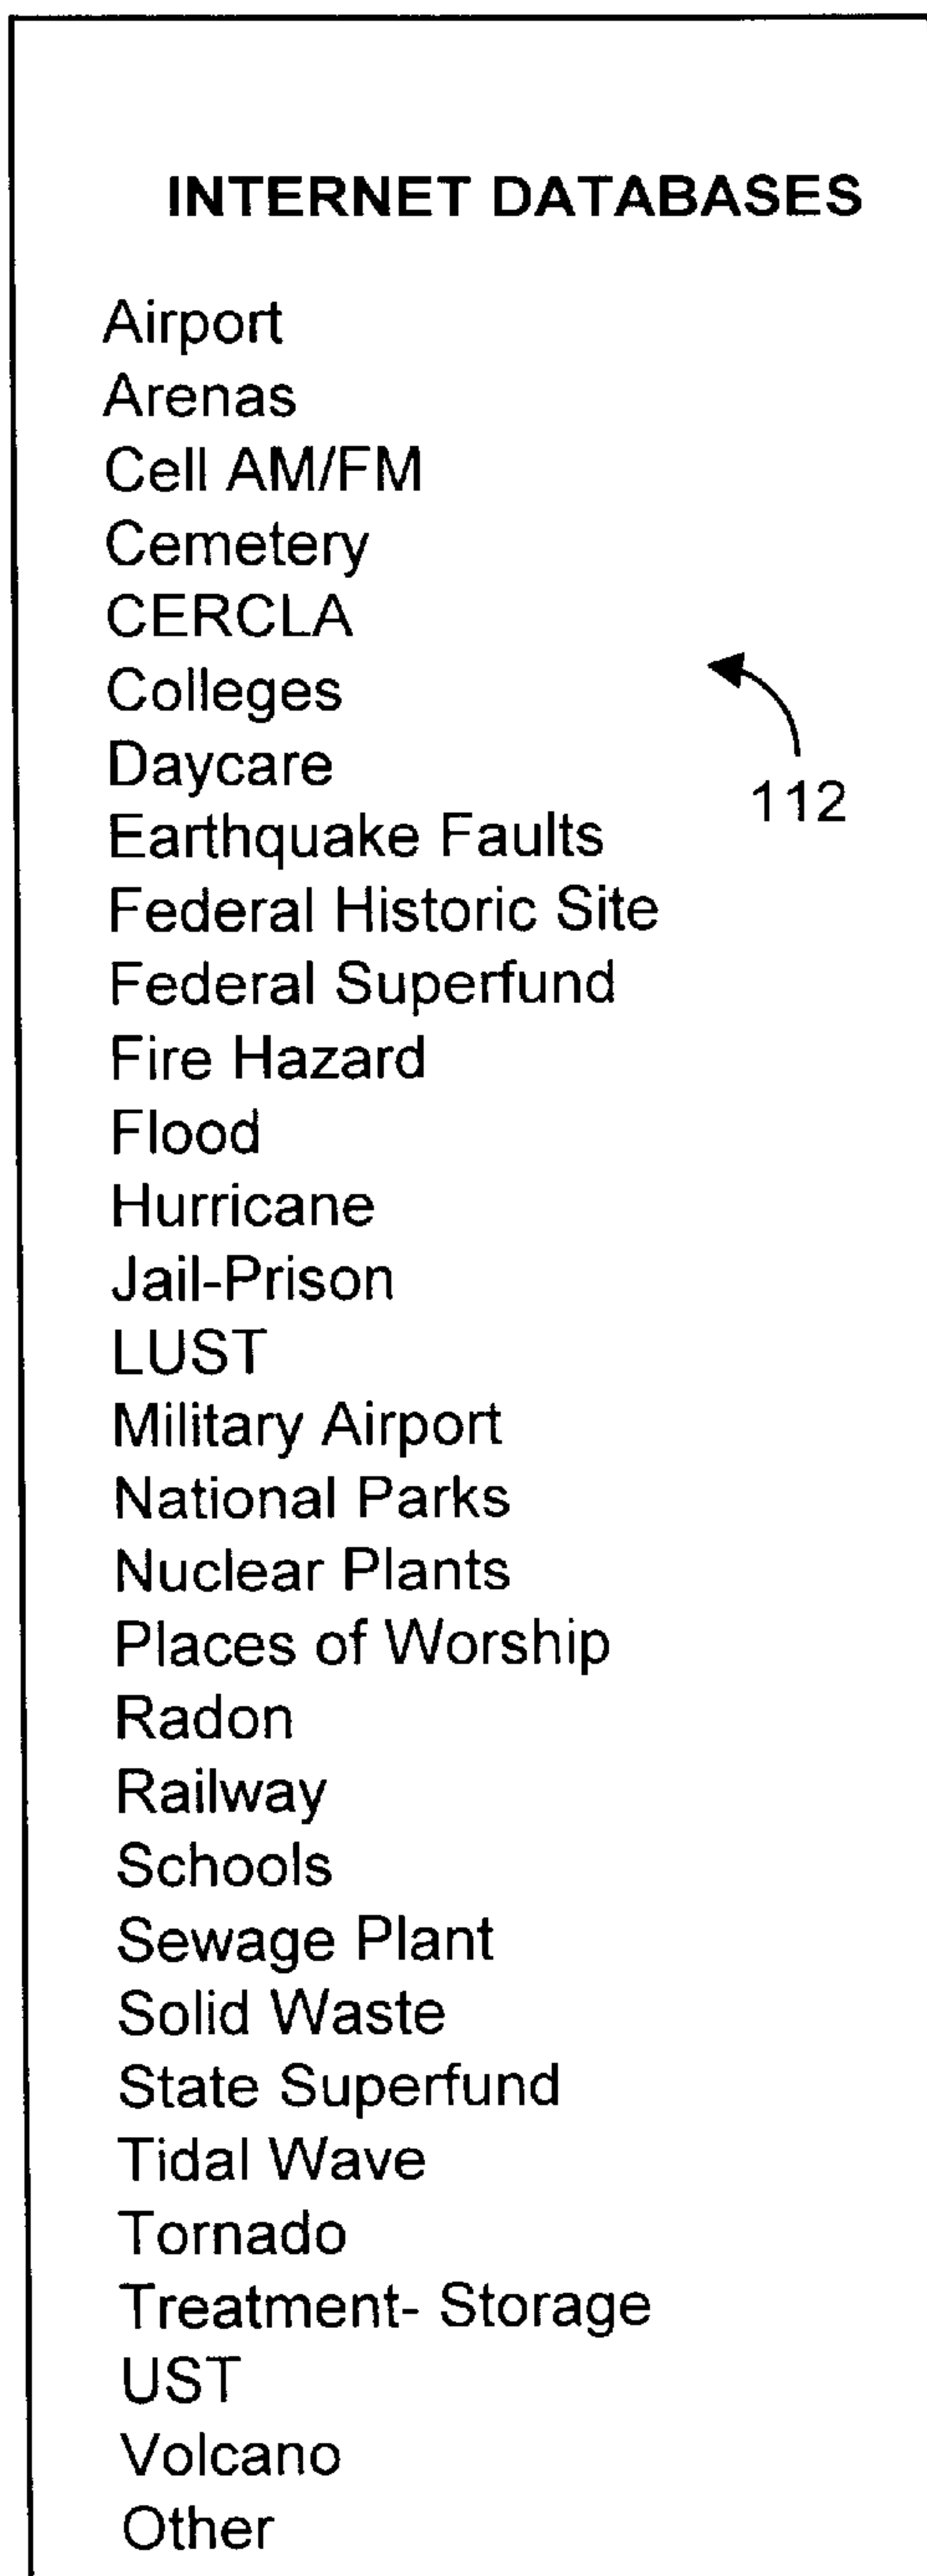 INTERNET DATABASES
Airport
Arenas
Cell AM/FM
Cemetery
CERCLA
Colleges
Daycare
112
Earthquake Faults
Federal Historic Site
Federal Superfund
Fire Hazard
Flood
Hurricane
Jail-Prison
LUST
Military Airport
National Parks
Nuclear Plants
Places of Worship
Radon
Railway
Schools
Sewage Plant
Solid Waste
State Superfund
Tidal Wave
Tornado
Treatment- Storage
UST
Volcano
Other